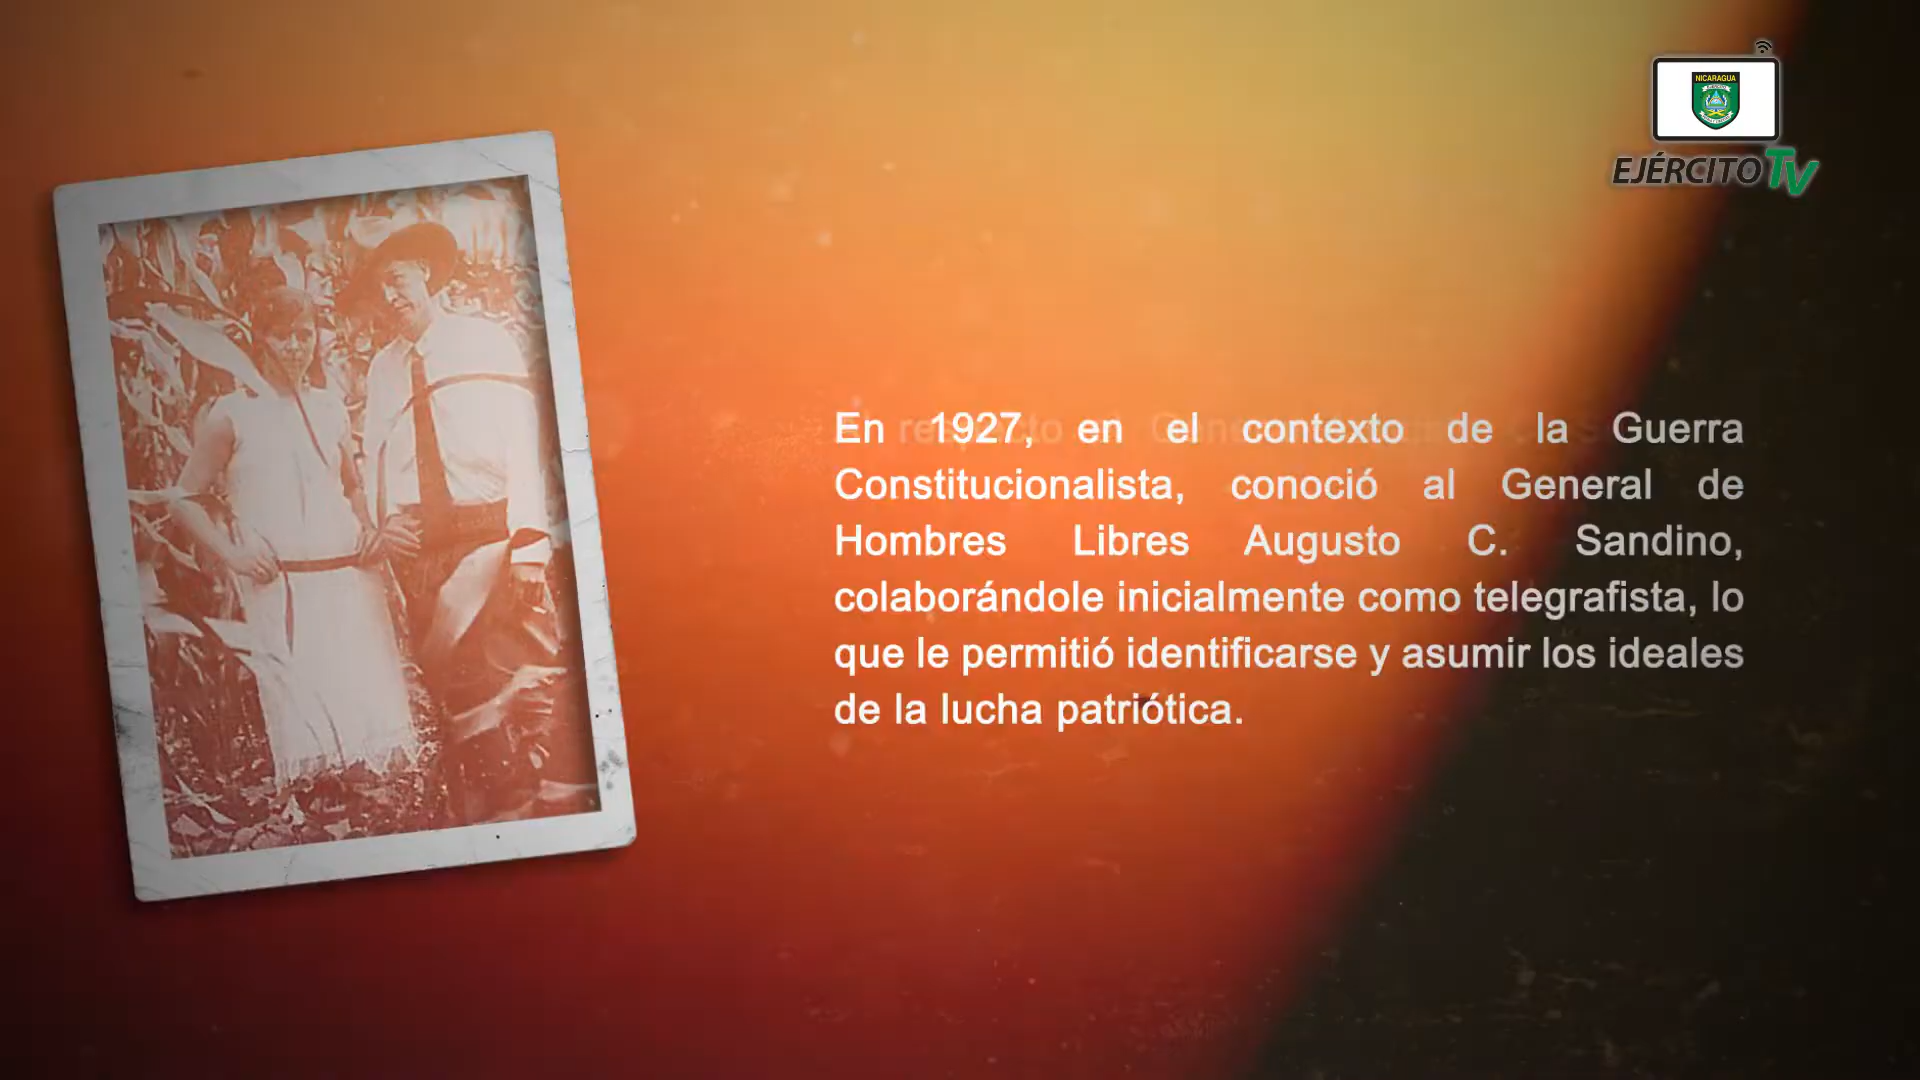 NICARAGUA
EJÉRCITO TV
En 1927, en el contexto de la Guerra
Constitucionalista, conoció al General de
Hombres Libres Augusto C. Sandino,
colaborándole inicialmente como telegrafista, lo
que le permitió identificarse y asumir los ideales
de la lucha patriótica.